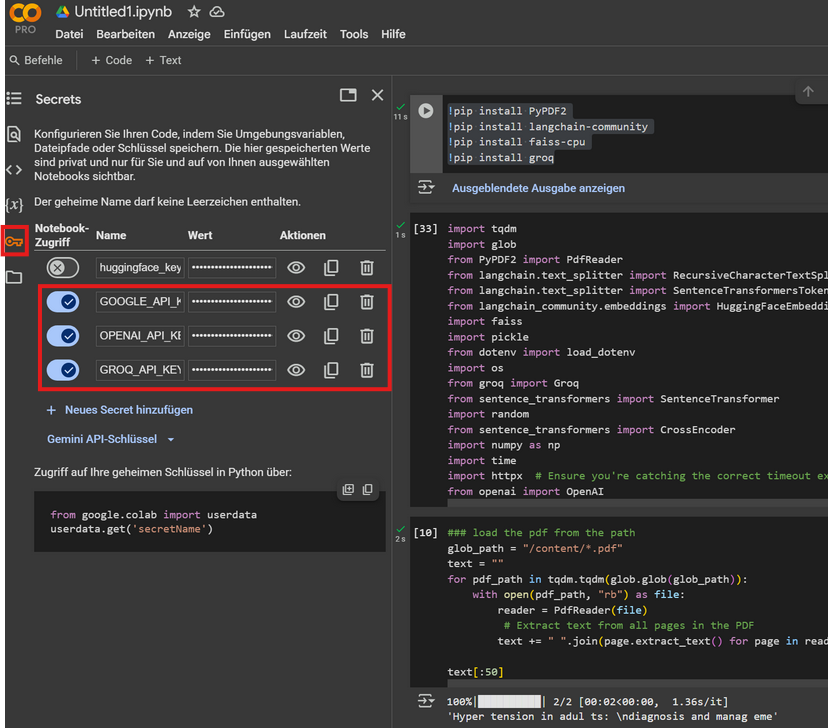 CO
PRO
Untitled1.ipynb
Datei Bearbeiten Anzeige Einfügen Laufzeit Tools Hilfe
Befehle + Code + Text
Secrets
Konfigurieren Sie Ihren Code, indem Sie Umgebungsvariablen,
Dateipfade oder Schlüssel speichern. Die hier gespeicherten Werte
sind privat und nur für Sie und auf von Ihnen ausgewählten
Notebooks sichtbar.
Der geheime Name darf keine Leerzeichen enthalten.
Notebook-
Zugriff Name Wert Aktionen
huggingface_key
GOOGLE_API_K
OPENAI_API_KE
GROQ_API_KEY
+ Neues Secret hinzufügen
Gemini API-Schlüssel
Zugriff auf Ihre geheimen Schlüssel in Python über:
from google.colab import userdata
userdata.get('secretName')
11 s
!pip install PyPDF2
!pip install langchain-community
!pip install faiss-cpu
!pip install groq
Ausgeblendete Ausgabe anzeigen
1 s
[33] import tqdm
import glob
from PyPDF2 import PdfReader
from langchain.text_splitter import RecursiveCharacterTextSpl
from langchain.text_splitter import SentenceTransformersToken
from langchain_community.embeddings import HuggingFaceEmbeddi
import faiss
import pickle
from dotenv import load_dotenv
import os
from groq import Groq
from sentence_transformers import SentenceTransformer
import random
from sentence_transformers import CrossEncoder
import numpy as np
import time
import httpx # Ensure you're catching the correct timeout ex
from openai import OpenAI
2 s
[10] ### load the pdf from the path
glob_path = "/content/*.pdf"
text = ""
for pdf_path in tqdm.tqdm(glob.glob(glob_path)):
with open(pdf_path, "rb") as file:
reader = PdfReader(file)
# Extract text from all pages in the PDF
text += " ".join(page.extract_text() for page in read
text[:50]
100%|██████████| 2/2 [00:02<00:00, 1.36s/it]
'Hyper tension in adul ts: \ndiagnosis and manag eme'